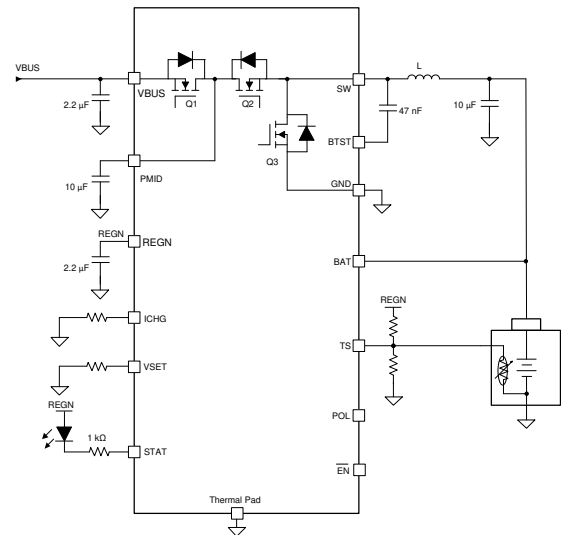 VBUS
2.2 µF
VBUS
Q1
Q2
Q3
SW
L
47 nF
10 µF
BTST
PMID
10 µF
GND
REGN
REGN
2.2 µF
BAT
ICHG
REGN
TS
VSET
REGN
1 kΩ
STAT
POL
EN
Thermal Pad